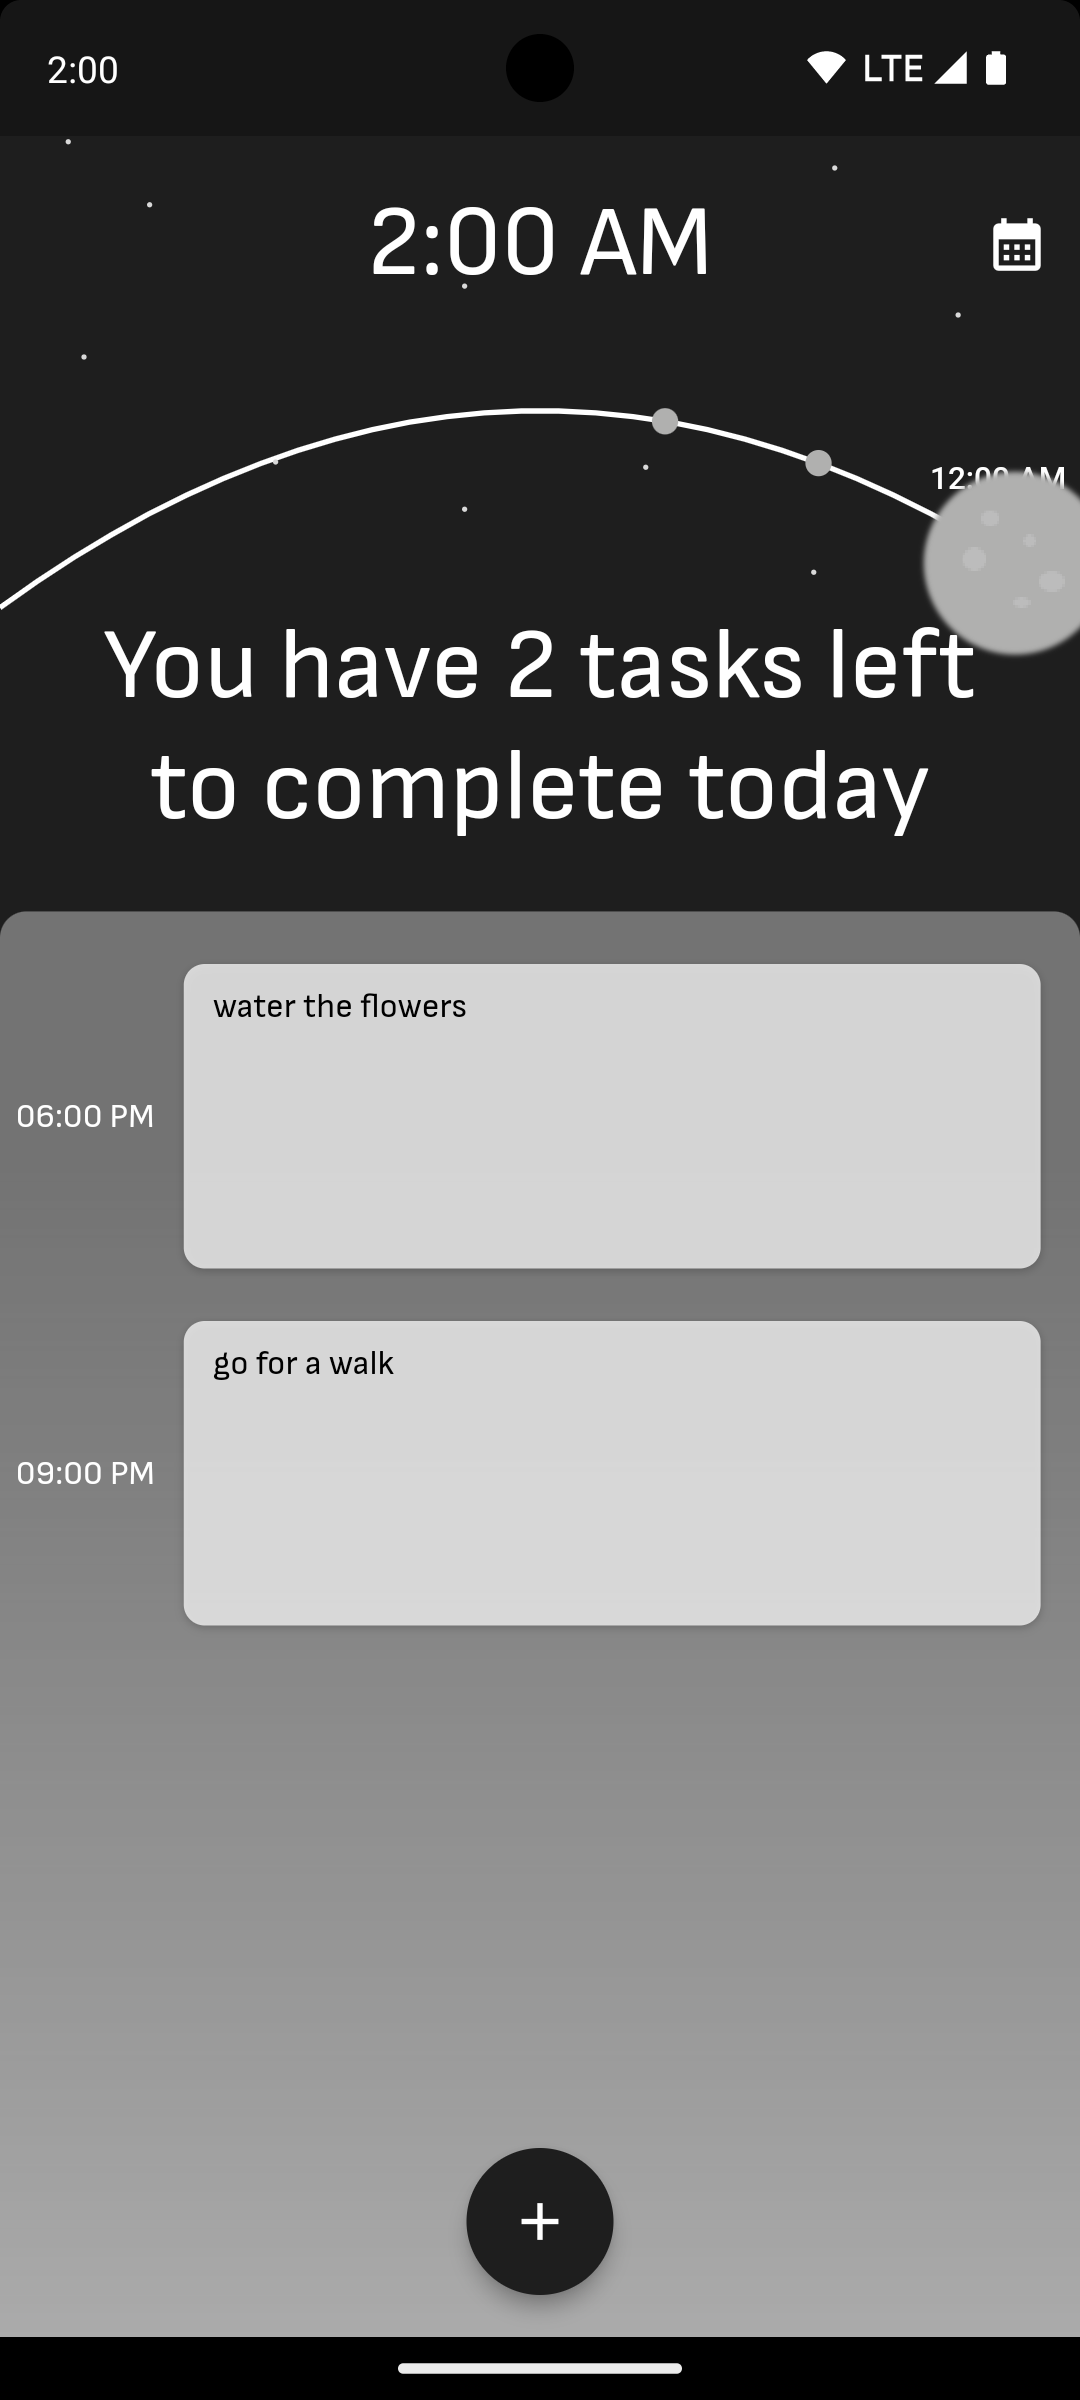 2:00
LTE
2:00 AM
12:00 AM
You have 2 tasks left
to complete today
water the flowers
06:00 PM
go for a walk
09:00 PM
+